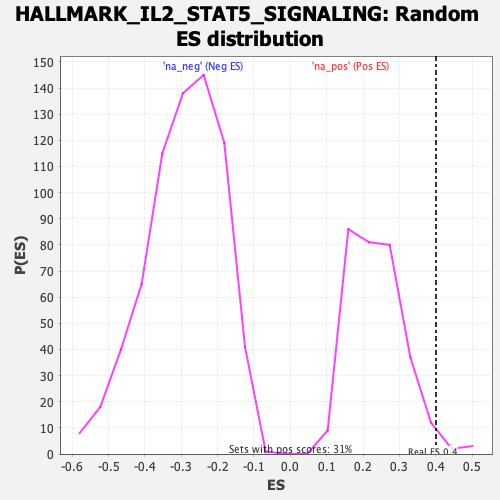 HALLMARK_IL2_STAT5_SIGNALING: Random
ES distribution
'na_neg' (Neg ES)
'na_pos' (Pos ES)
150
140
130
120
110
100
90
80
70
60
50
40
30
20
10
0
P(ES)
Sets with pos scores: 31%
Real ES 0.4
-0.6 -0.5 -0.4 -0.3 -0.2 -0.1 0.0 0.1 0.2 0.3 0.4 0.5
ES